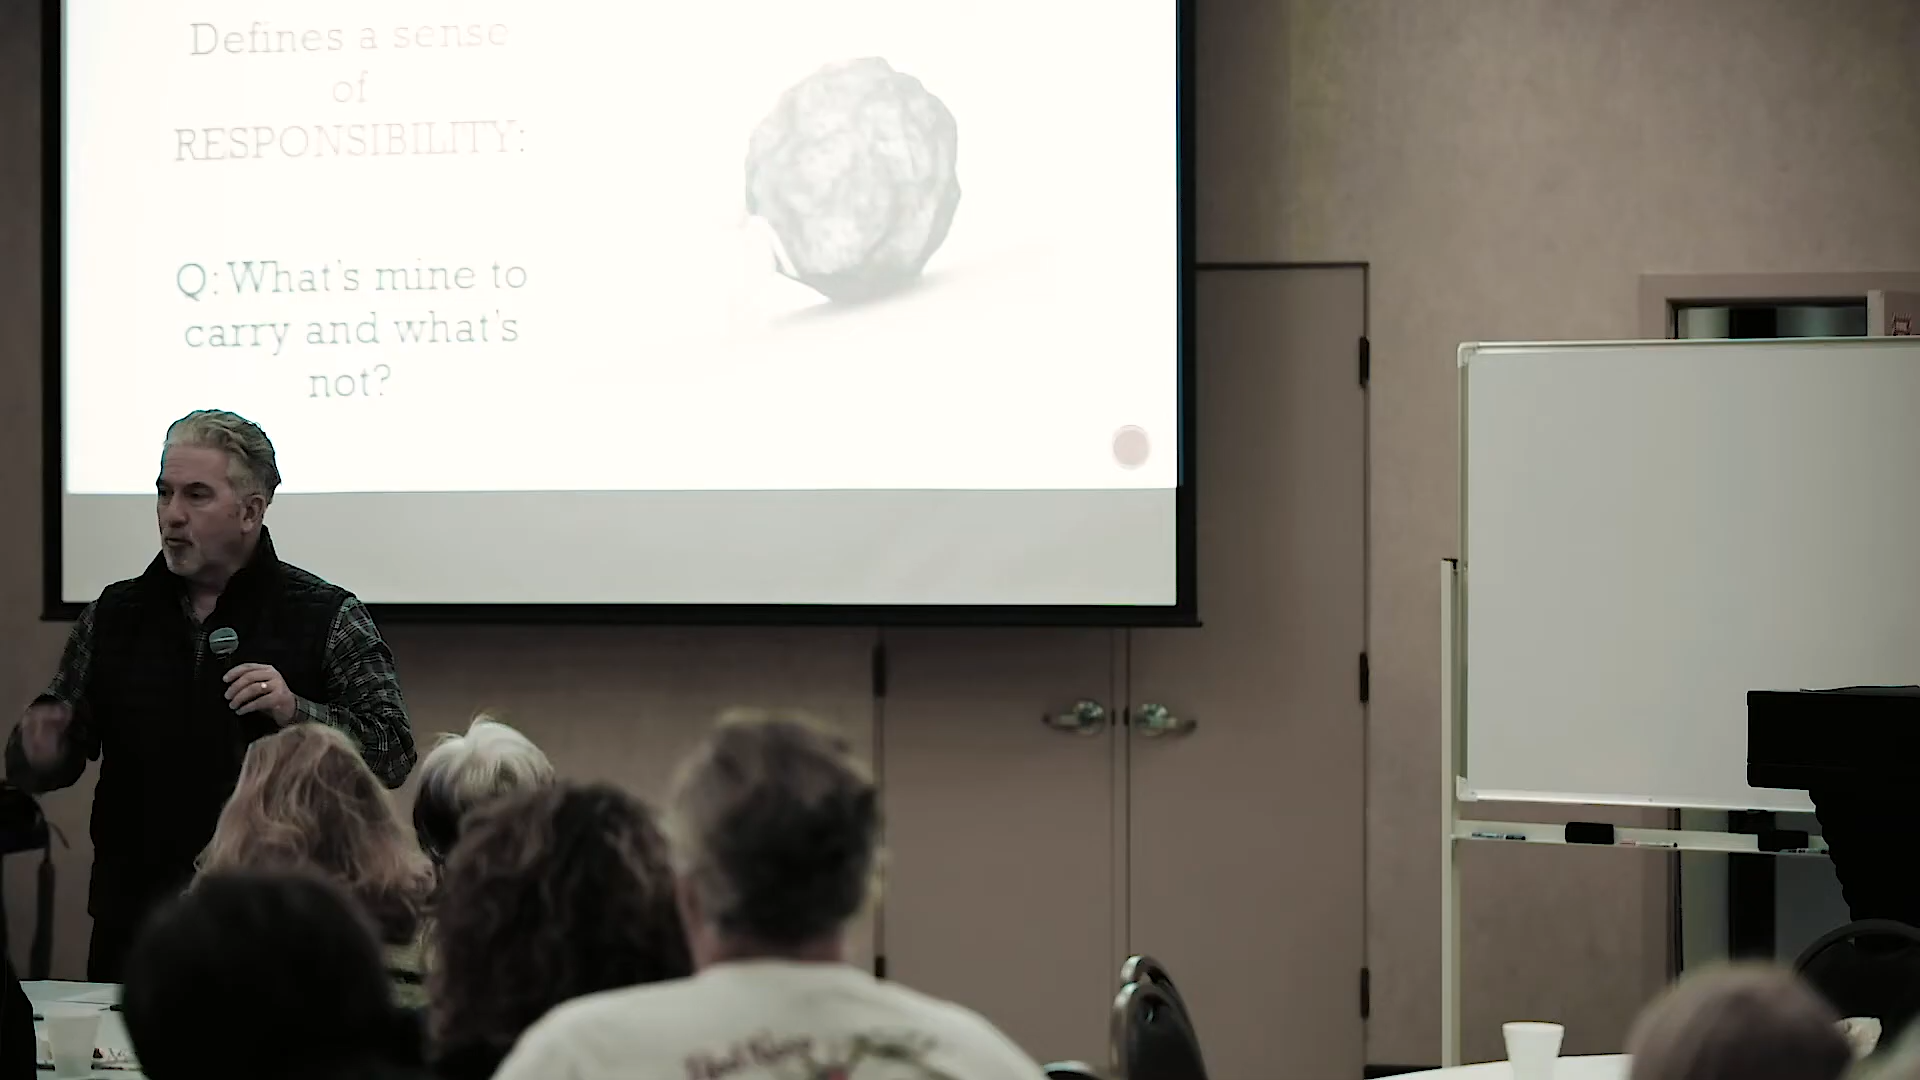 Defines a sense
of
RESPONSIBILITY:
Q: What's mine to
carry and what's
not?